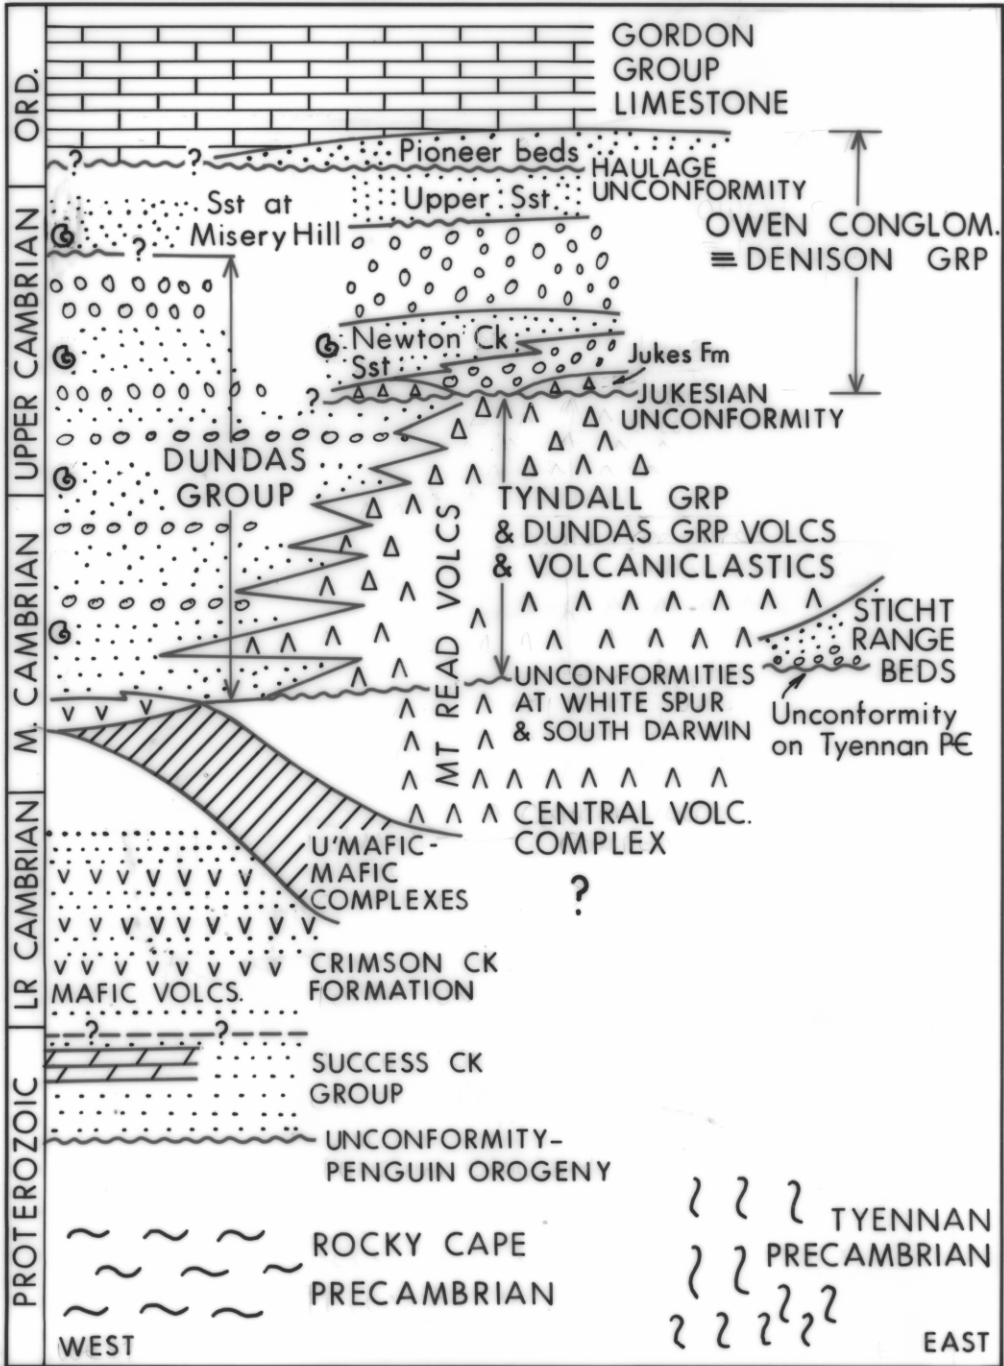 ORD.
UPPER CAMBRIAN
M. CAMBRIAN
LR CAMBRIAN
PROTEROZOIC
GORDON
GROUP
LIMESTONE
? ?
Pioneer beds
HAULAGE
UNCONFORMITY
Sst at
Misery Hill
?
Upper Sst.
OWEN CONGLOM.
≡ DENISON GRP
Newton Ck
Sst
Jukes Fm
?
JUKESIAN
UNCONFORMITY
DUNDAS
GROUP
MT READ VOLCS
TYNDALL GRP
& DUNDAS GRP VOLCS
& VOLCANICLASTICS
STICHT
RANGE
BEDS
UNCONFORMITIES
AT WHITE SPUR
& SOUTH DARWIN
Unconformity
on Tyennan P€
CENTRAL VOLC.
COMPLEX
?
U'MAFIC-
MAFIC
COMPLEXES
CRIMSON CK
FORMATION
MAFIC VOLCS.
? ?
SUCCESS CK
GROUP
UNCONFORMITY-
PENGUIN OROGENY
ROCKY CAPE
PRECAMBRIAN
TYENNAN
PRECAMBRIAN
WEST
EAST